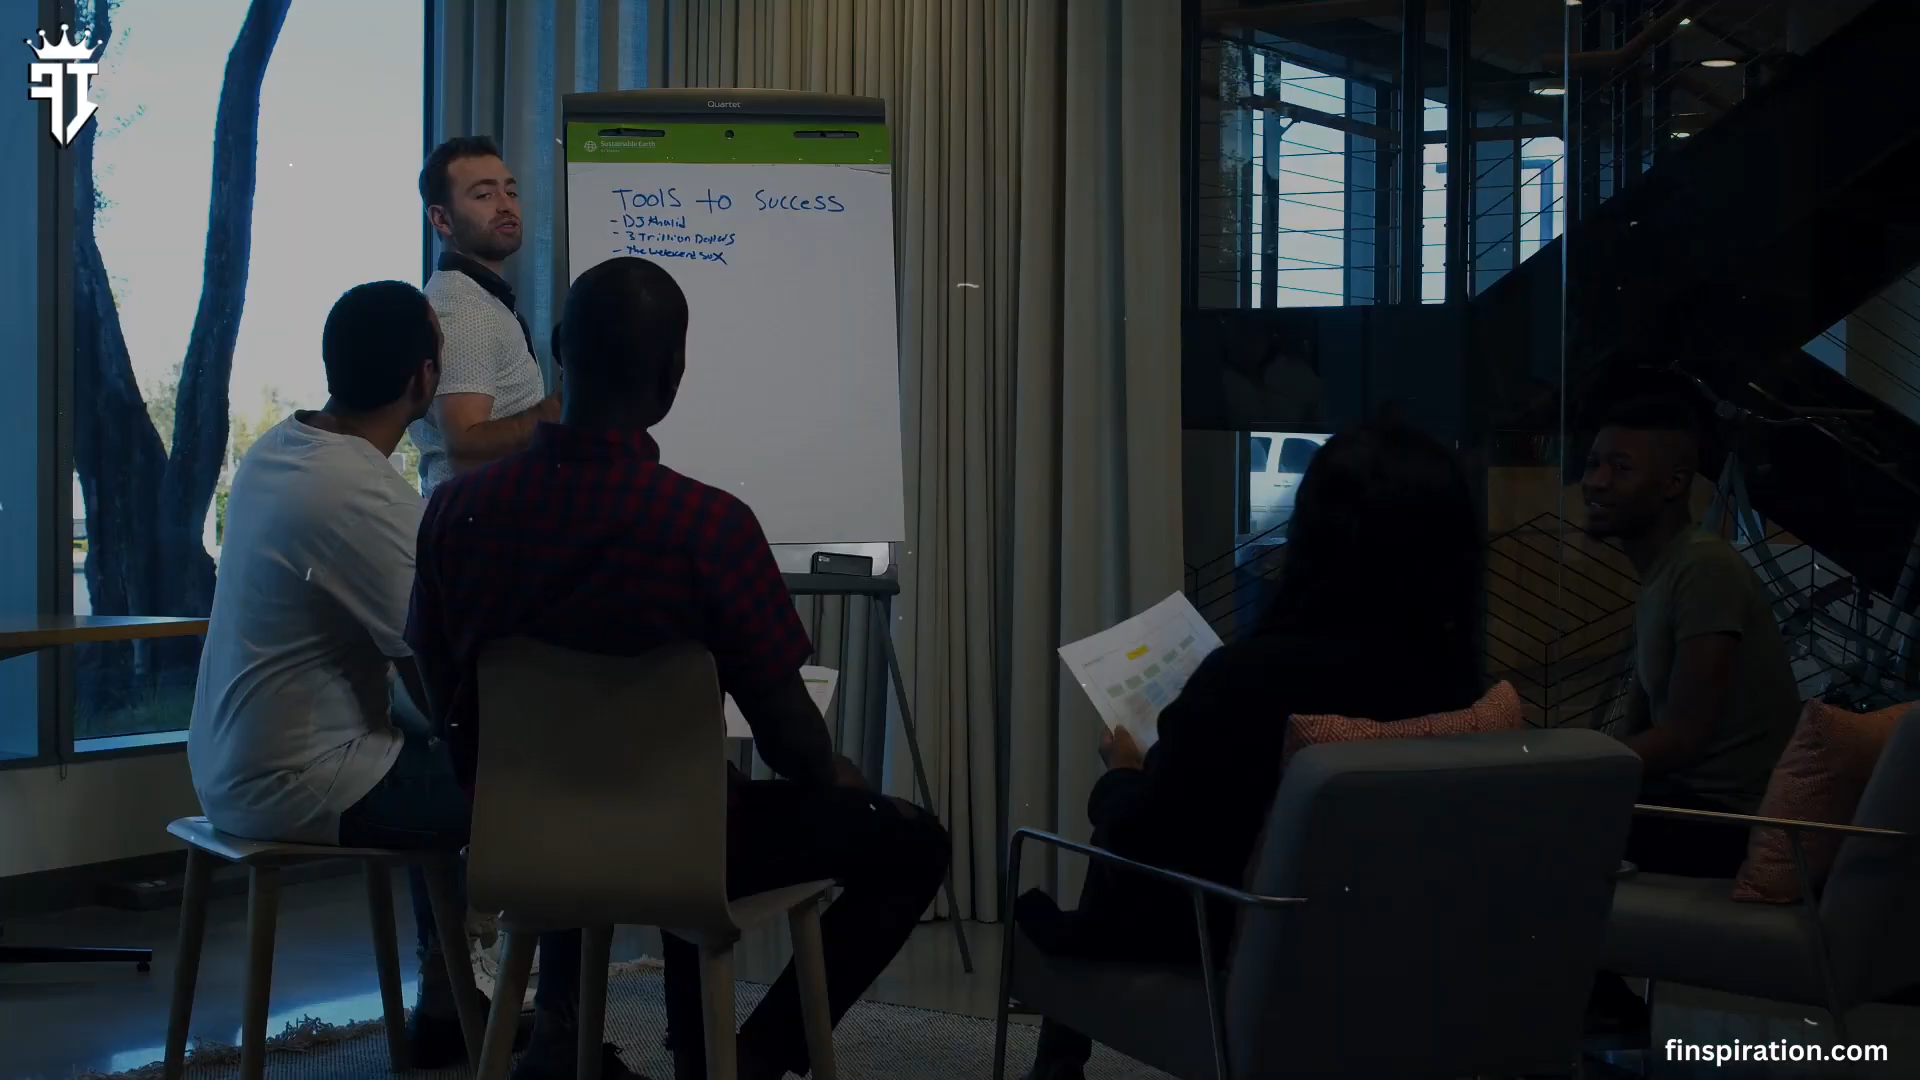 Quartet
Sustainable Earth
Tools to Success
- DJ Khalid
- 3 Trillion Dollars
- The Weekend SUX
finspiration.com